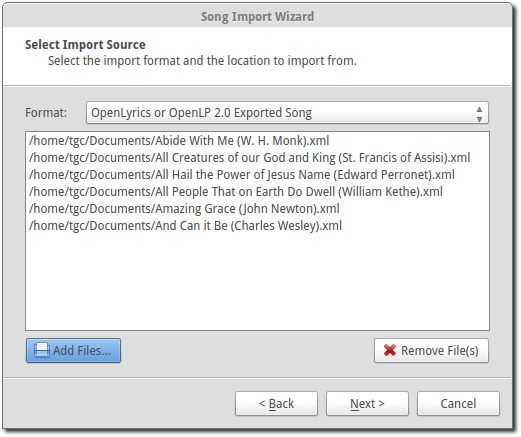 Song Import Wizard
Select Import Source
Select the import format and the location to import from.
Format: OpenLyrics or OpenLP 2.0 Exported Song
/home/tgc/Documents/Abide With Me (W. H. Monk).xml
/home/tgc/Documents/All Creatures of our God and King (St. Francis of Assisi).xml
/home/tgc/Documents/All Hail the Power of Jesus Name (Edward Perronet).xml
/home/tgc/Documents/All People That on Earth Do Dwell (William Kethe).xml
/home/tgc/Documents/Amazing Grace (John Newton).xml
/home/tgc/Documents/And Can it Be (Charles Wesley).xml
Add Files... Remove File(s)
< Back Next > Cancel